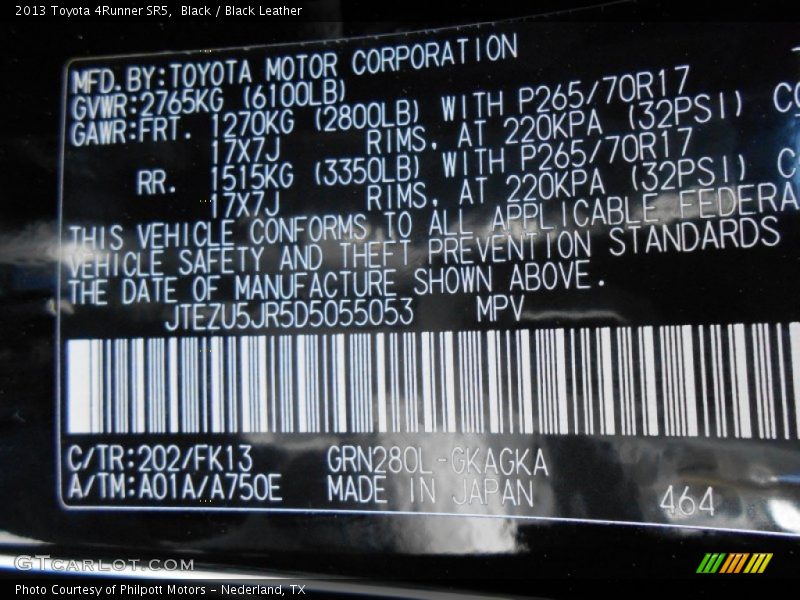 2013 Toyota 4Runner SR5,  Black / Black Leather
MFD.BY:TOYOTA MOTOR CORPORATION
GVWR:2765KG (6100LB)
GAWR:FRT. 1270KG (2800LB) WITH P265/70R17
17X7J RIMS, AT 220KPA (32PSI)
RR. 1515KG (3350LB) WITH P265/70R17
17X7J RIMS, AT 220KPA (32PSI)
THIS VEHICLE CONFORMS TO ALL APPLICABLE FEDERA
VEHICLE SAFETY AND THEFT PREVENTION STANDARDS
THE DATE OF MANUFACTURE SHOWN ABOVE.
JTEZU5JR5D5055053 MPV
C/TR:202/FK13 GRN280L-GKAGKA
A/TM:A01A/A750E MADE IN JAPAN 464
GTCARLOT.COM
Photo Courtesy of Philpott Motors - Nederland, TX